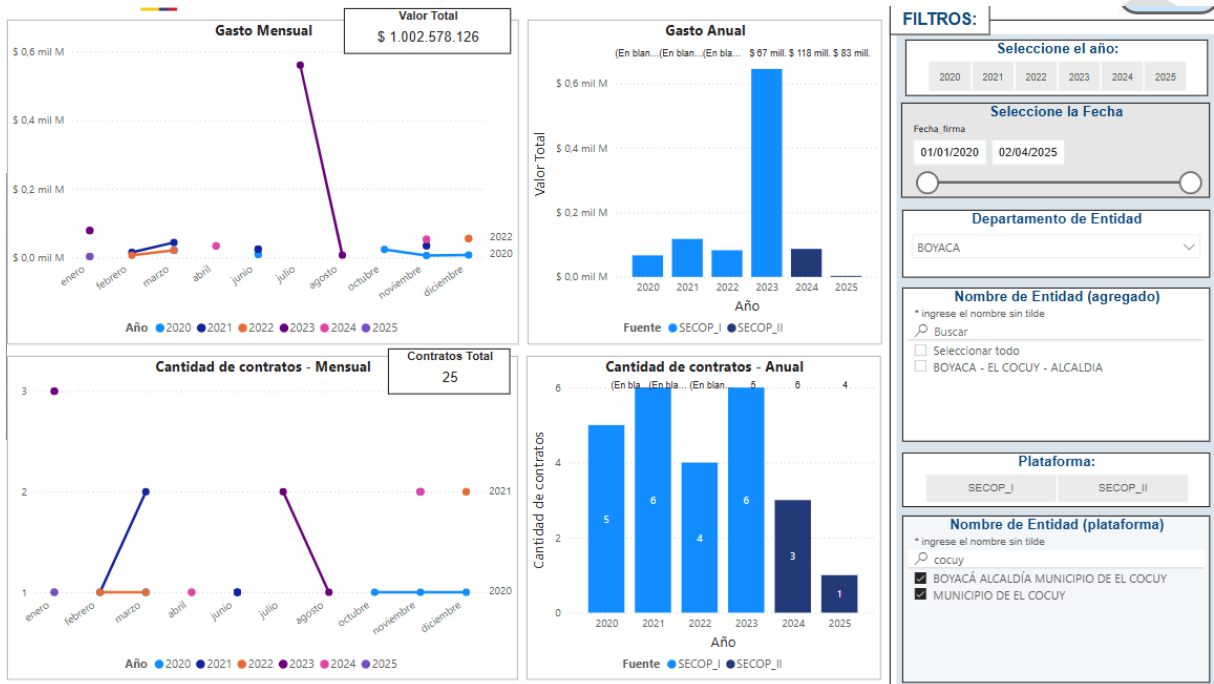 Gasto Mensual
Valor Total
$ 1.002.578.126
$ 0,6 mil M
$ 0,4 mil M
$ 0,2 mil M
$ 0,0 mil M
2022
2020
enero
febrero
marzo
abril
junio
julio
agosto
octubre
noviembre
diciembre
Año 2020 2021 2022 2023 2024 2025
Gasto Anual
(En blan... (En blan... (En bla... $ 67 mill. $ 118 mill. $ 83 mill.
Valor Total
$ 0,6 mil M
$ 0,4 mil M
$ 0,2 mil M
$ 0,0 mil M
2020 2021 2022 2023 2024 2025
Año
Fuente SECOP_I SECOP_II
Cantidad de contratos - Mensual
Contratos Total
25
3
2
1
2021
2020
enero
febrero
marzo
abril
junio
julio
agosto
octubre
noviembre
diciembre
Año 2020 2021 2022 2023 2024 2025
Cantidad de contratos - Anual
(En bla... (En bla... (En blan... 5 6 4
Cantidad de contratos
6
4
2
0
5 6 4 6 3 1
2020 2021 2022 2023 2024 2025
Año
Fuente SECOP_I SECOP_II
FILTROS:
Seleccione el año:
2020 2021 2022 2023 2024 2025
Seleccione la Fecha
Fecha_firma
01/01/2020 02/04/2025
Departamento de Entidad
BOYACA
Nombre de Entidad (agregado)
* ingrese el nombre sin tilde
Buscar
Seleccionar todo
BOYACA - EL COCUY - ALCALDIA
Plataforma:
SECOP_I SECOP_II
Nombre de Entidad (plataforma)
* ingrese el nombre sin tilde
cocuy
BOYACÁ ALCALDÍA MUNICIPIO DE EL COCUY
MUNICIPIO DE EL COCUY